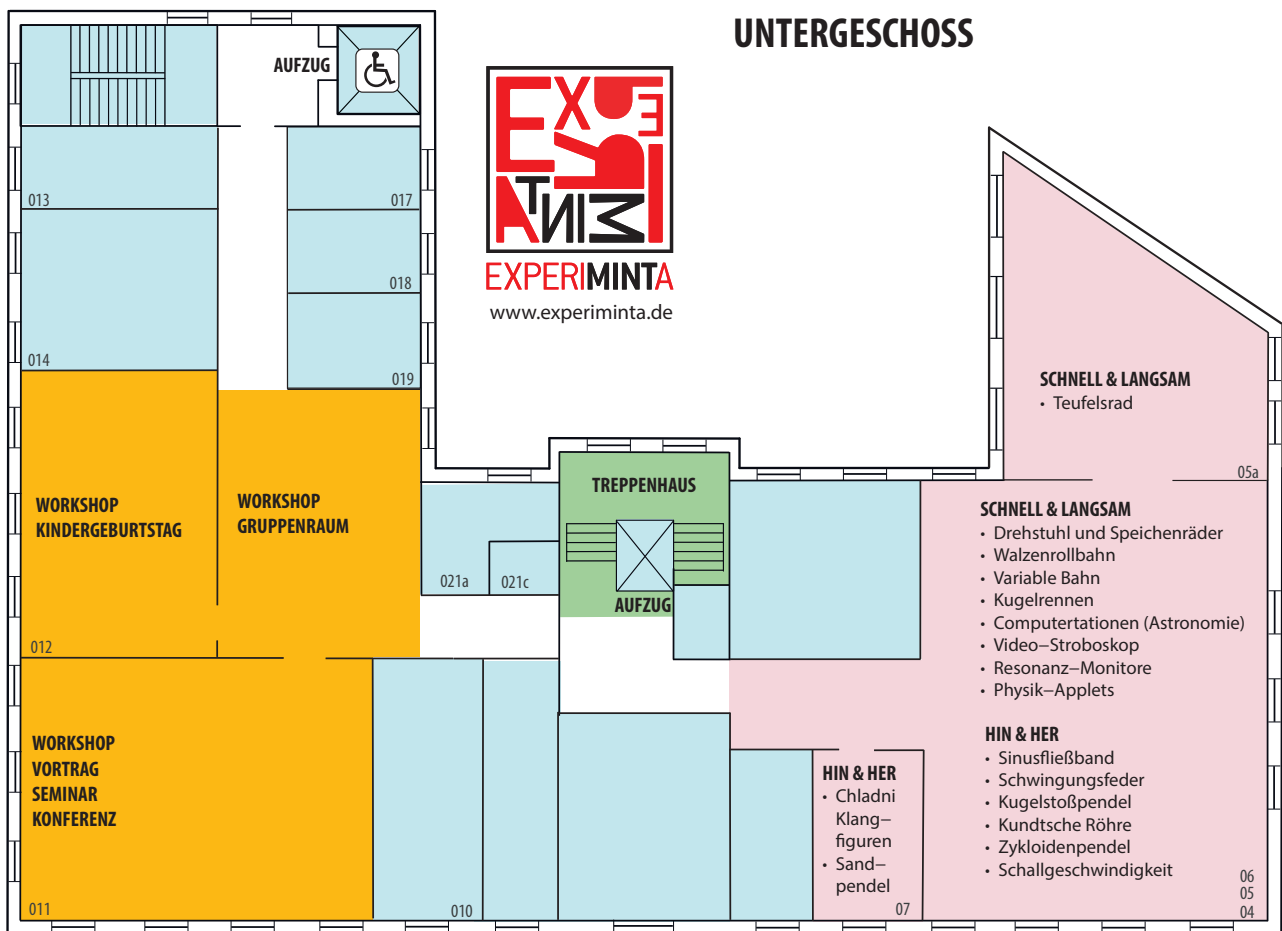 UNTERGESCHOSS
AUFZUG
EXPERIMINTA
EXPERIMINTA
www.experiminta.de
013
017
018
014
019
SCHNELL & LANGSAM
• Teufelsrad
05a
WORKSHOP
KINDERGEBURTSTAG
012
WORKSHOP
GRUPPENRAUM
021a
021c
TREPPENHAUS
AUFZUG
SCHNELL & LANGSAM
• Drehstuhl und Speichenräder
• Walzenrollbahn
• Variable Bahn
• Kugelrennen
• Computertationen (Astronomie)
• Video–Stroboskop
• Resonanz–Monitore
• Physik–Applets
HIN & HER
• Sinusfließband
• Schwingungsfeder
• Kugelstoßpendel
• Kundtsche Röhre
• Zykloidenpendel
• Schallgeschwindigkeit
06
05
04
WORKSHOP
VORTRAG
SEMINAR
KONFERENZ
011
010
HIN & HER
• Chladni
Klang–
figuren
• Sand–
pendel
07